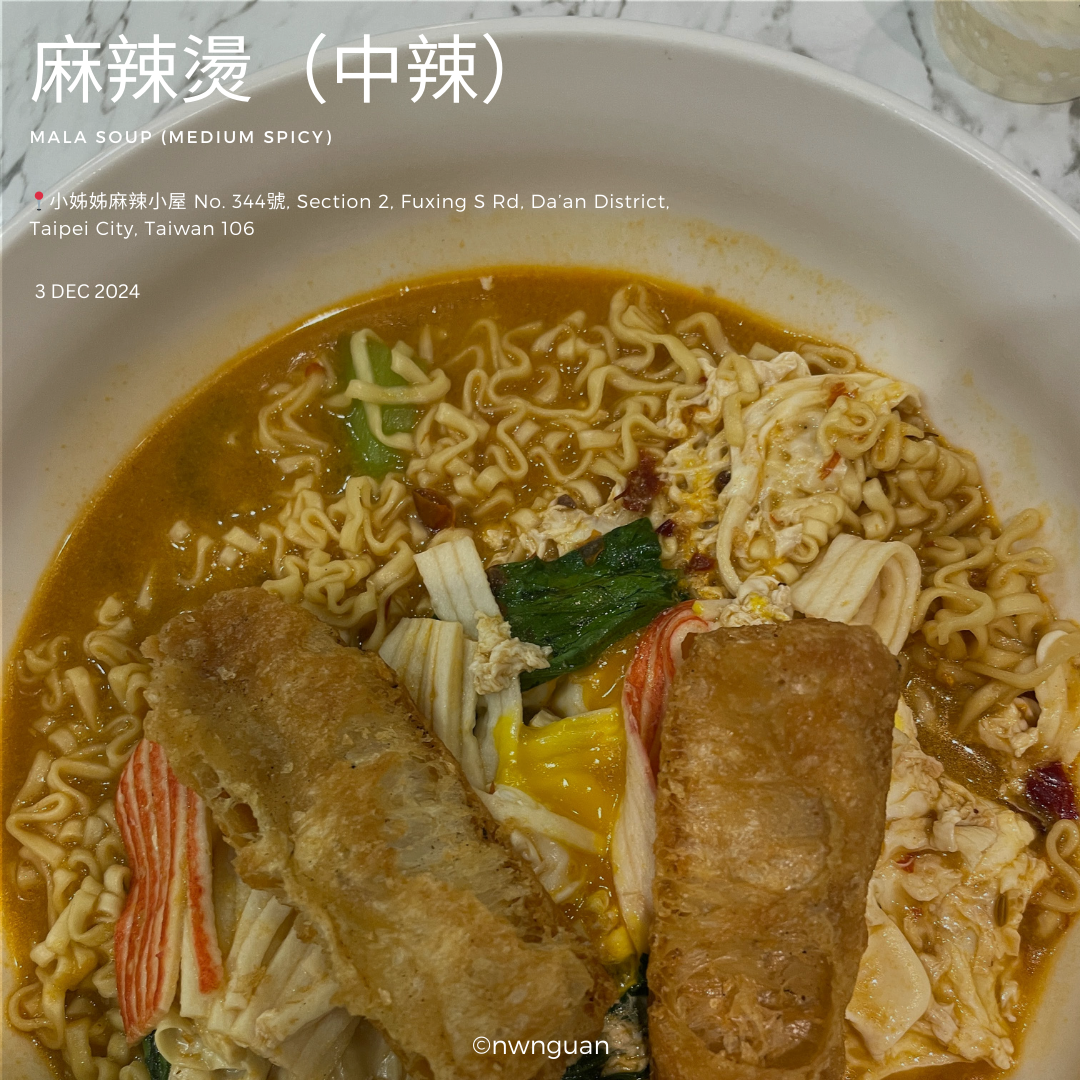 麻辣燙（中辣）
MALA SOUP (MEDIUM SPICY)
📍小姊姊麻辣小屋 No. 344號, Section 2, Fuxing S Rd, Da'an District,
Taipei City, Taiwan 106
3 DEC 2024
©nwnguan